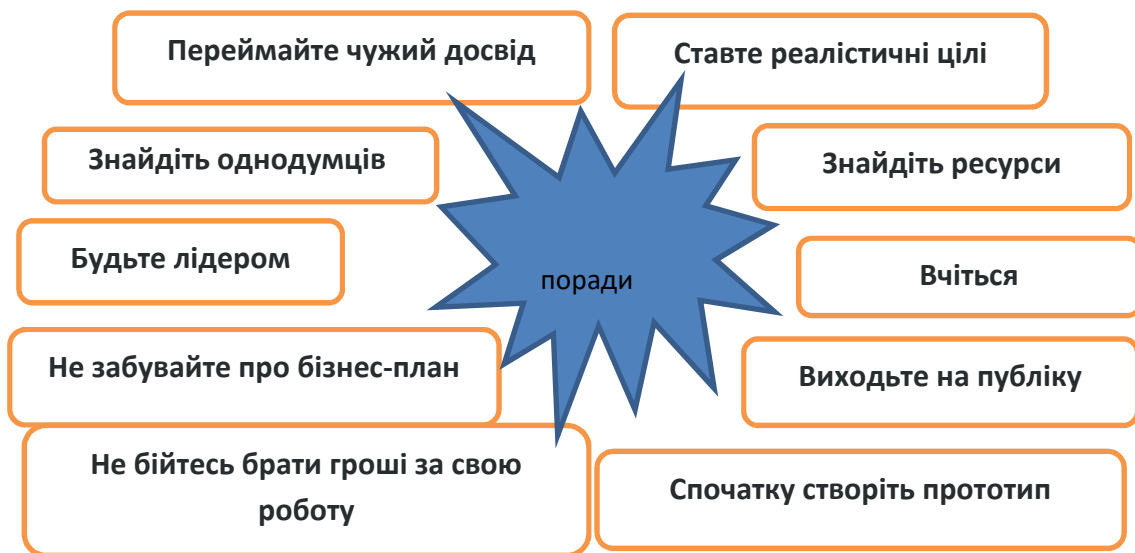 Переймайте чужий досвід
Ставте реалістичні цілі
Знайдіть однодумців
Знайдіть ресурси
Будьте лідером
Вчіться
поради
Не забувайте про бізнес-план
Виходьте на публіку
Не бійтесь брати гроші за свою
роботу
Спочатку створіть прототип